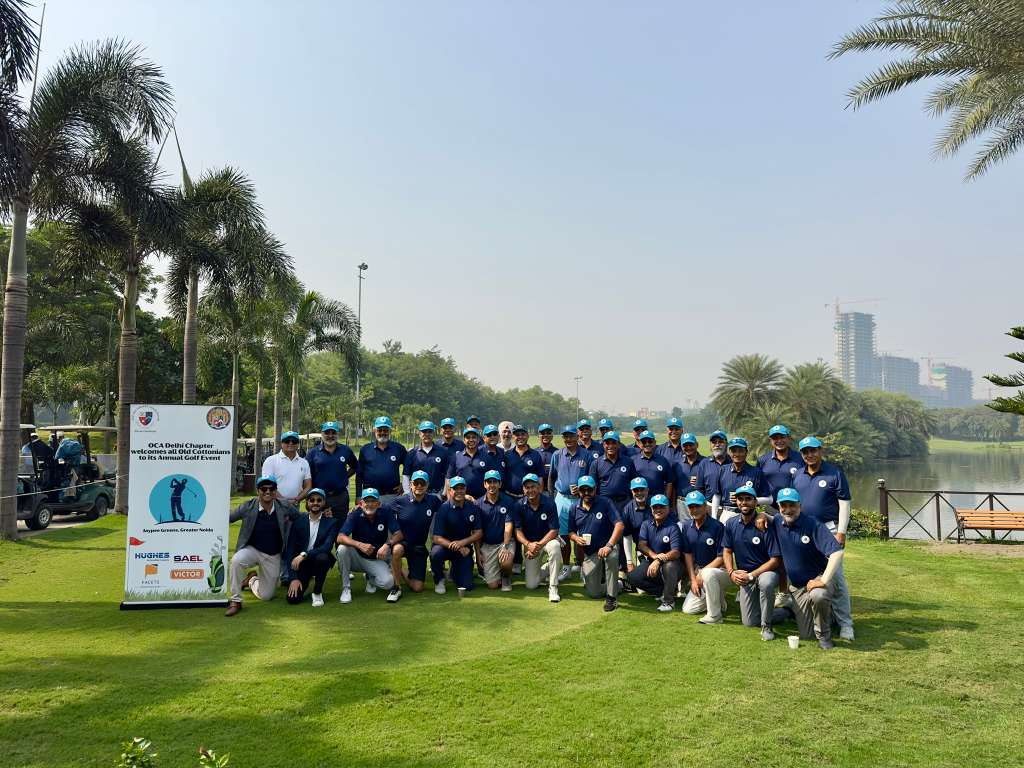 OCA Delhi Chapter
welcomes all Old Cottonians
to its Annual Golf Event
Jaypee Greens, Greater Noida
HUGHES
SAEL
FACETS
VICTOR